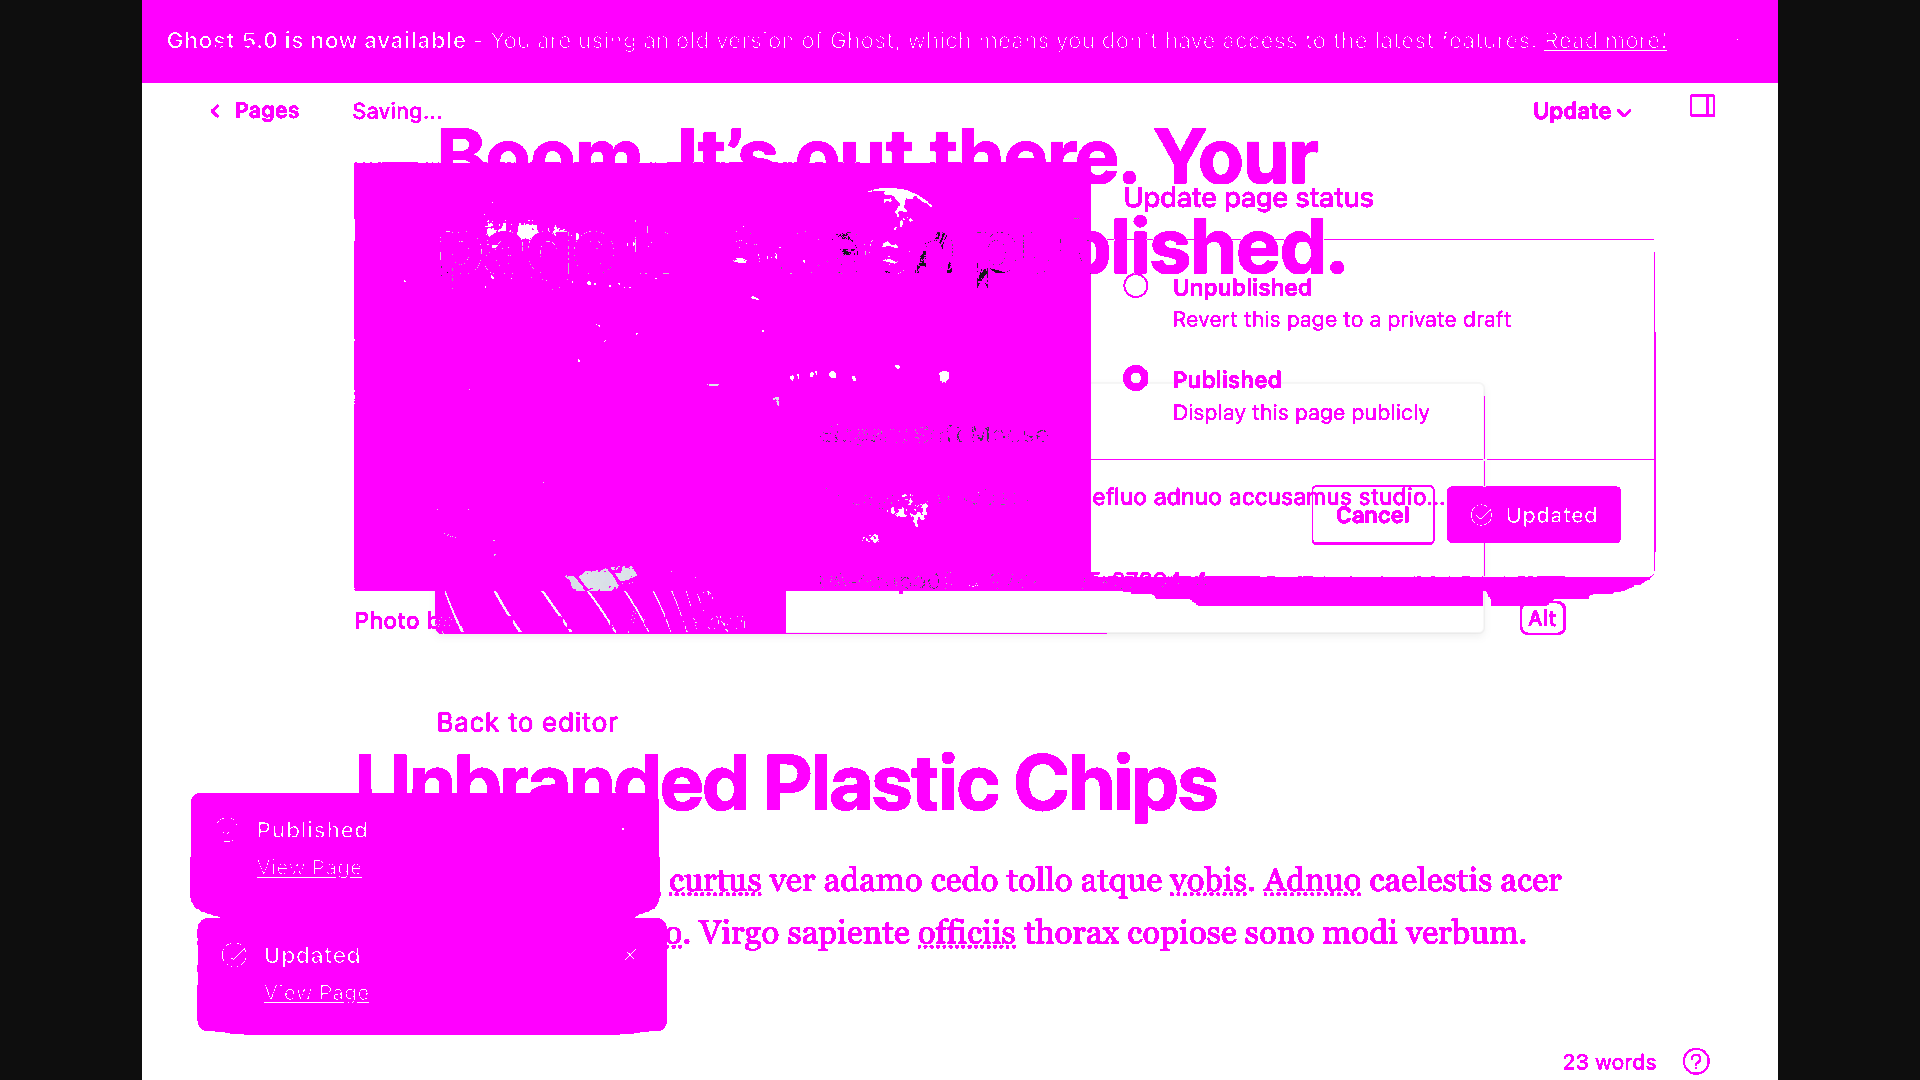 Ghost 5.0 is now available - You are using an old version of Ghost, which means you don't have access to the latest features. Read more!
Pages
Saving...
Update
Boom. It's out there. Your
Update page status
published.
Unpublished
Revert this page to a private draft
Published
Display this page publicly
efluo adnuo accusamus studio...
Cancel
Updated
Photo
Alt
Back to editor
Unbranded Plastic Chips
Published
View Page
curtus ver adamo cedo tollo atque vobis. Adnuo caelestis acer
Virgo sapiente officiis thorax copiose sono modi verbum.
Updated
View Page
23 words